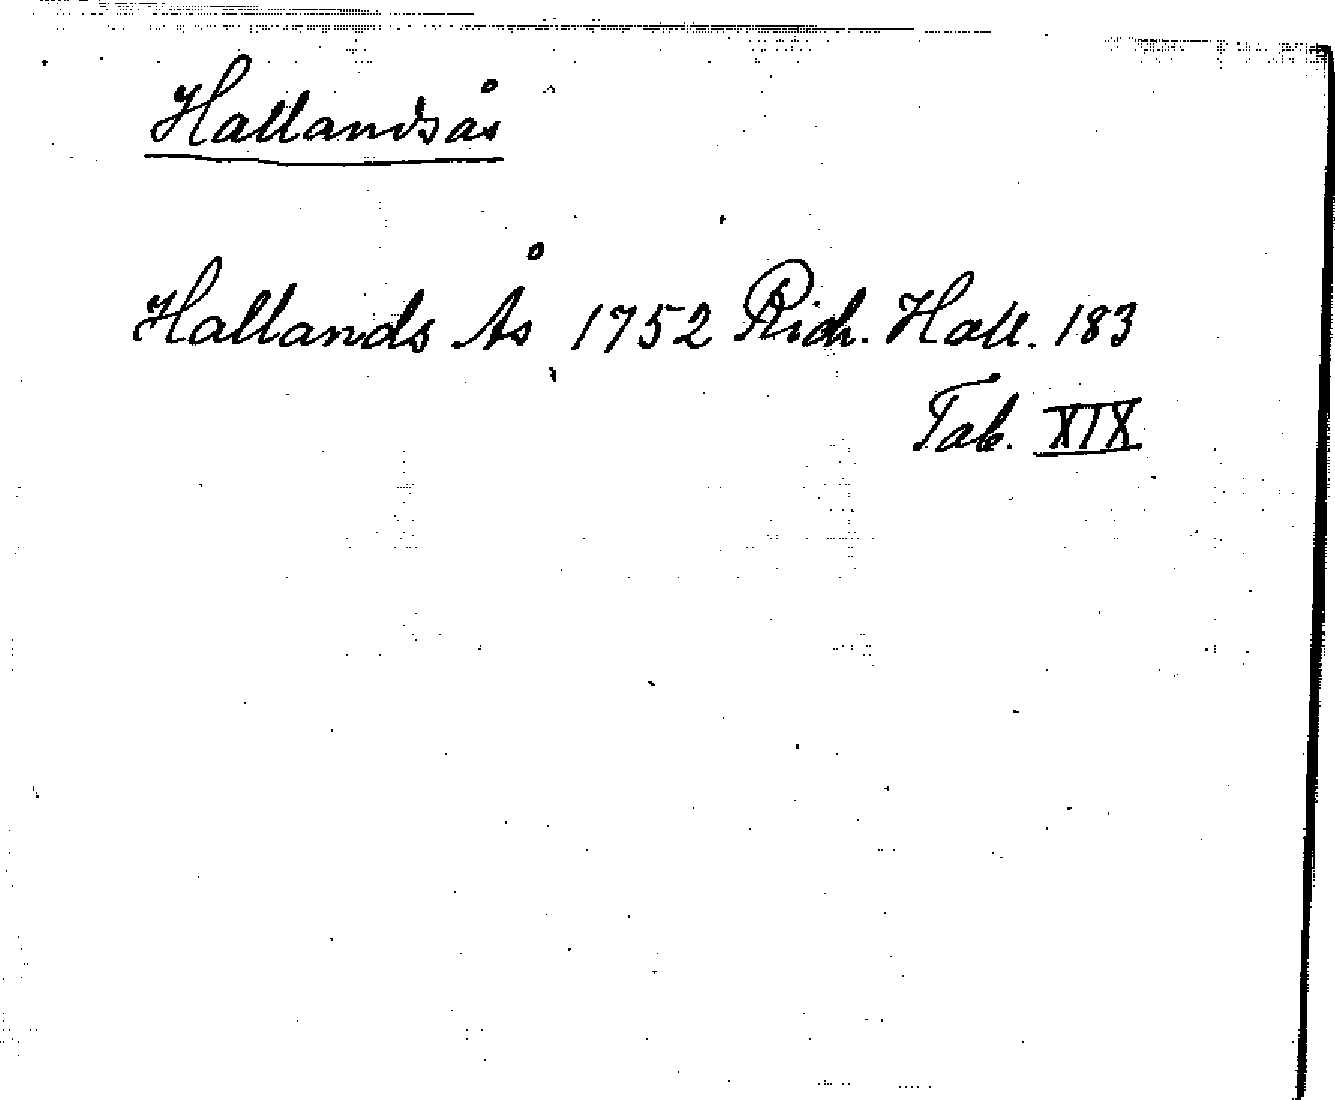 Hallandsås
Hallands Ås 1752 Rich. Hall. 183
Tab. XIX